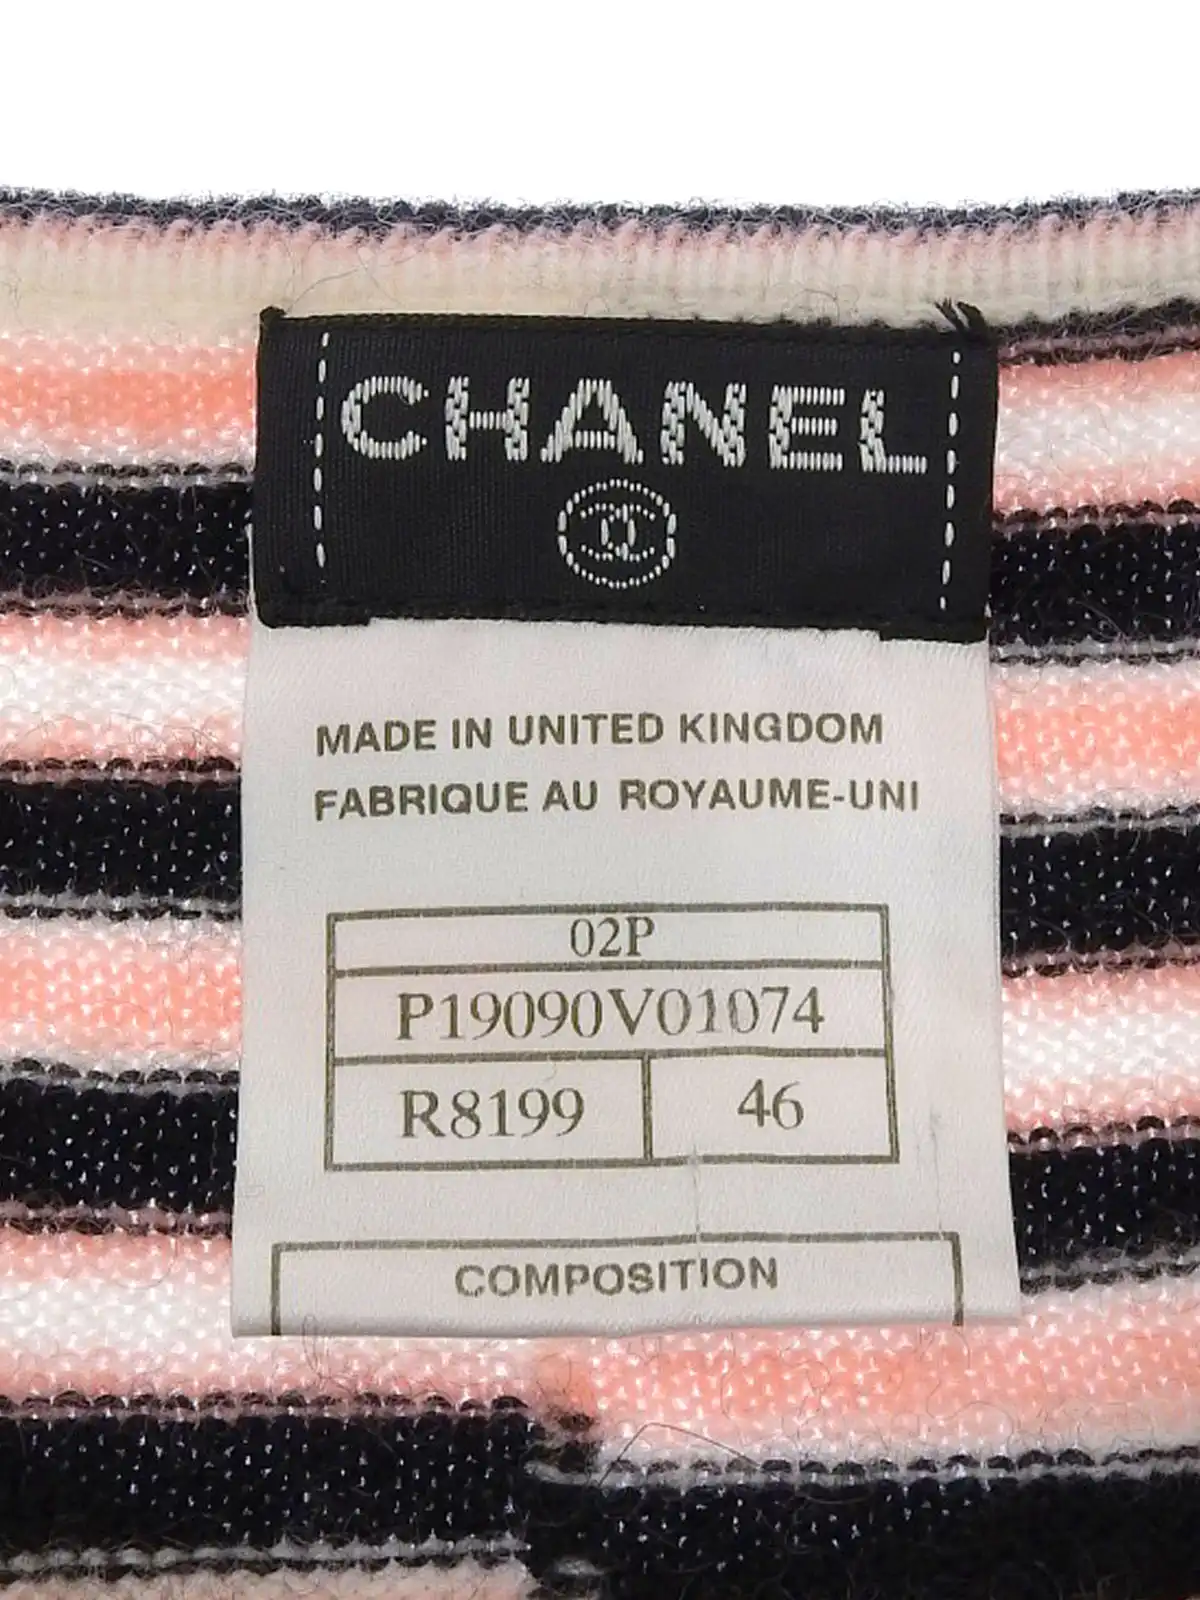 CHANEL
MADE IN UNITED KINGDOM
FABRIQUE AU ROYAUME-UNI
02P
P19090V01074
R8199 46
COMPOSITION